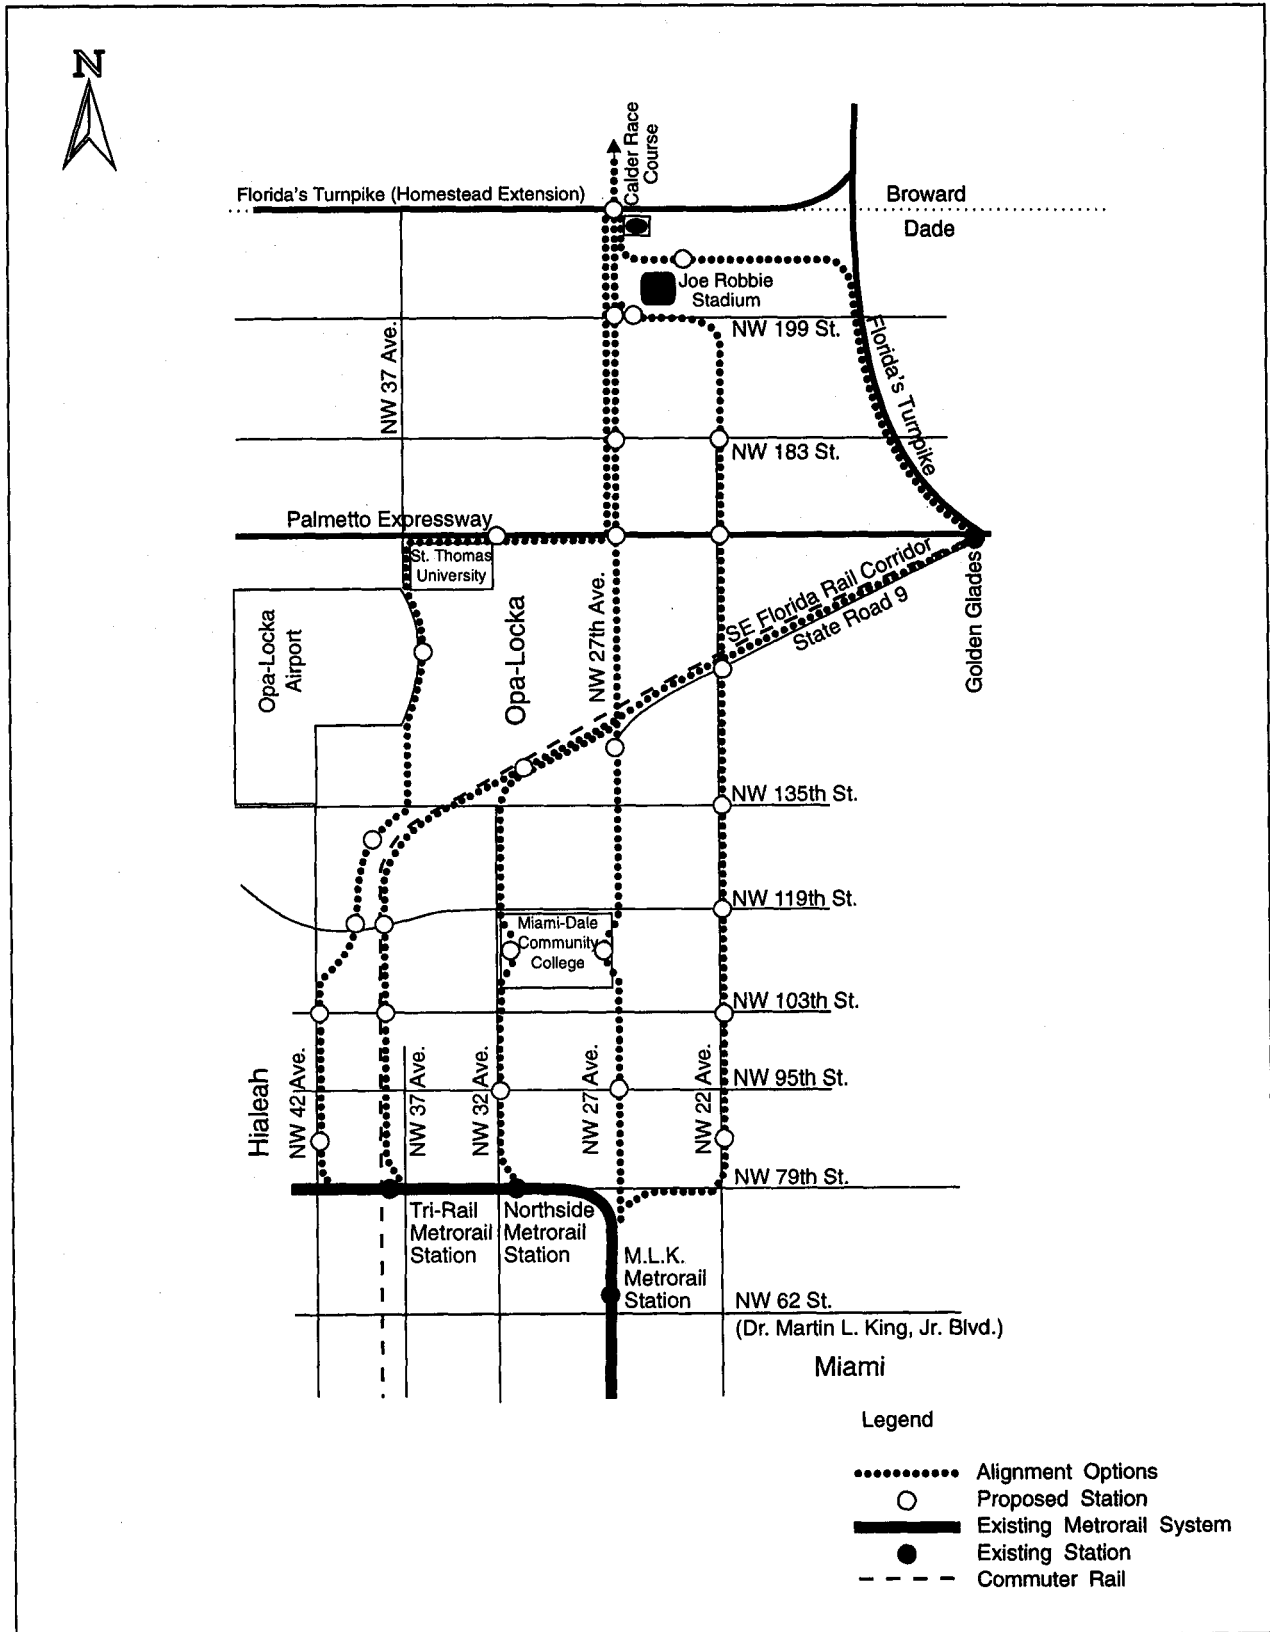 N
Calder Race
Course
Florida's Turnpike (Homestead Extension)
Broward
Dade
Joe Robbie
Stadium
NW 199 St.
NW 37 Ave.
Florida's Turnpike
NW 183 St.
Palmetto Expressway
St. Thomas
University
SE Florida Rail Corridor
State Road 9
Golden Glades
Opa-Locka
Airport
Opa-Locka
NW 27th Ave.
NW 135th St.
NW 119th St.
Miami-Dale
Community
College
NW 103th St.
Hialeah
NW 42 Ave.
NW 37 Ave.
NW 32 Ave.
NW 27 Ave.
NW 22 Ave.
NW 95th St.
NW 79th St.
Tri-Rail
Metrorail
Station
Northside
Metrorail
Station
M.L.K.
Metrorail
Station
NW 62 St.
(Dr. Martin L. King, Jr. Blvd.)
Miami
Legend
Alignment Options
Proposed Station
Existing Metrorail System
Existing Station
Commuter Rail